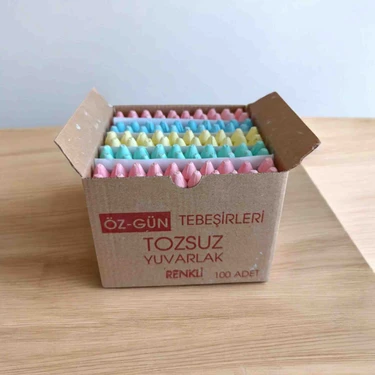 ÖZ-GÜN TEBEŞİRLERİ
TOZSUZ
YUVARLAK
RENKLİ 100 ADET